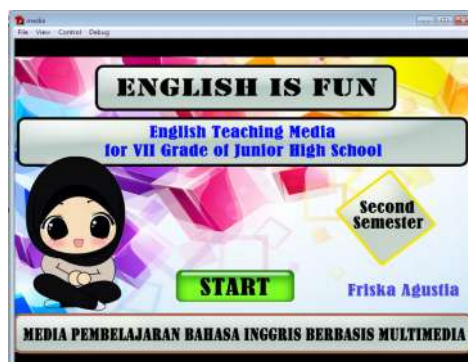 media
File View Control Debug
ENGLISH IS FUN
English Teaching Media
for VII Grade of Junior High School
Second
Semester
START
Friska Agustia
MEDIA PEMBELAJARAN BAHASA INGGRIS BERBASIS MULTIMEDIA